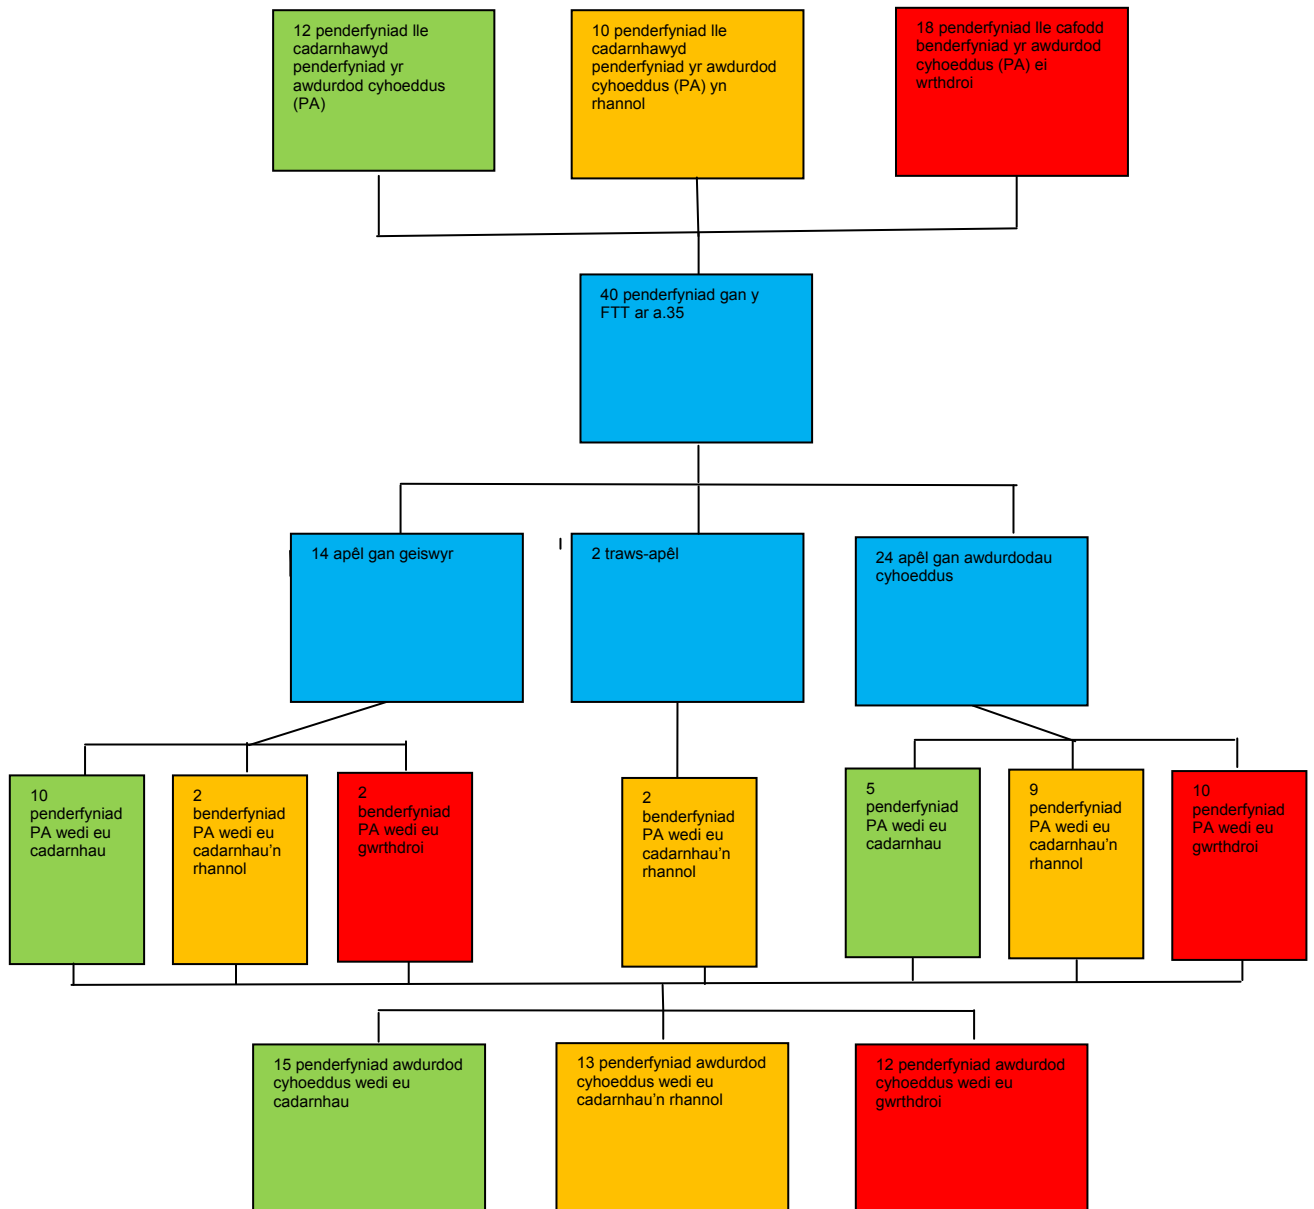 12 penderfyniad lle
cadarnhawyd
penderfyniad yr
awdurdod cyhoeddus
(PA)
10 penderfyniad lle
cadarnhawyd
penderfyniad yr awdurdod
cyhoeddus (PA) yn
rhannol
18 penderfyniad lle cafodd
benderfyniad yr awdurdod
cyhoeddus (PA) ei
wrthdroi
40 penderfyniad gan y
FTT ar a.35
14 apêl gan geiswyr
2 traws-apêl
24 apêl gan awdurdodau
cyhoeddus
10
penderfyniad
PA wedi eu
cadarnhau
2
benderfyniad
PA wedi eu
cadarnhau’n
rhannol
2
benderfyniad
PA wedi eu
gwrthdroi
2
benderfyniad
PA wedi eu
cadarnhau’n
rhannol
5
penderfyniad
PA wedi eu
cadarnhau
9
penderfyniad
PA wedi eu
cadarnhau’n
rhannol
10
penderfyniad
PA wedi eu
gwrthdroi
15 penderfyniad awdurdod
cyhoeddus wedi eu
cadarnhau
13 penderfyniad awdurdod
cyhoeddus wedi eu
cadarnhau’n rhannol
12 penderfyniad awdurdod
cyhoeddus wedi eu
gwrthdroi